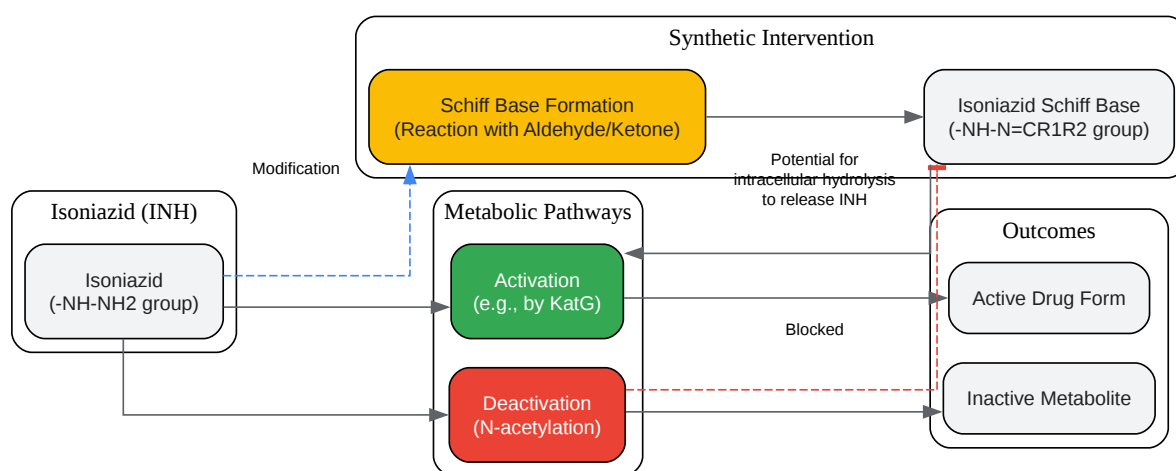 Synthetic Intervention
Schiff Base Formation
(Reaction with Aldehyde/Ketone)
Isoniazid Schiff Base
(-NH-N=CR1R2 group)
Modification
Potential for
intracellular hydrolysis
to release INH
Isoniazid (INH)
Isoniazid
(-NH-NH2 group)
Metabolic Pathways
Activation
(e.g., by KatG)
Deactivation
(N-acetylation)
Blocked
Outcomes
Active Drug Form
Inactive Metabolite